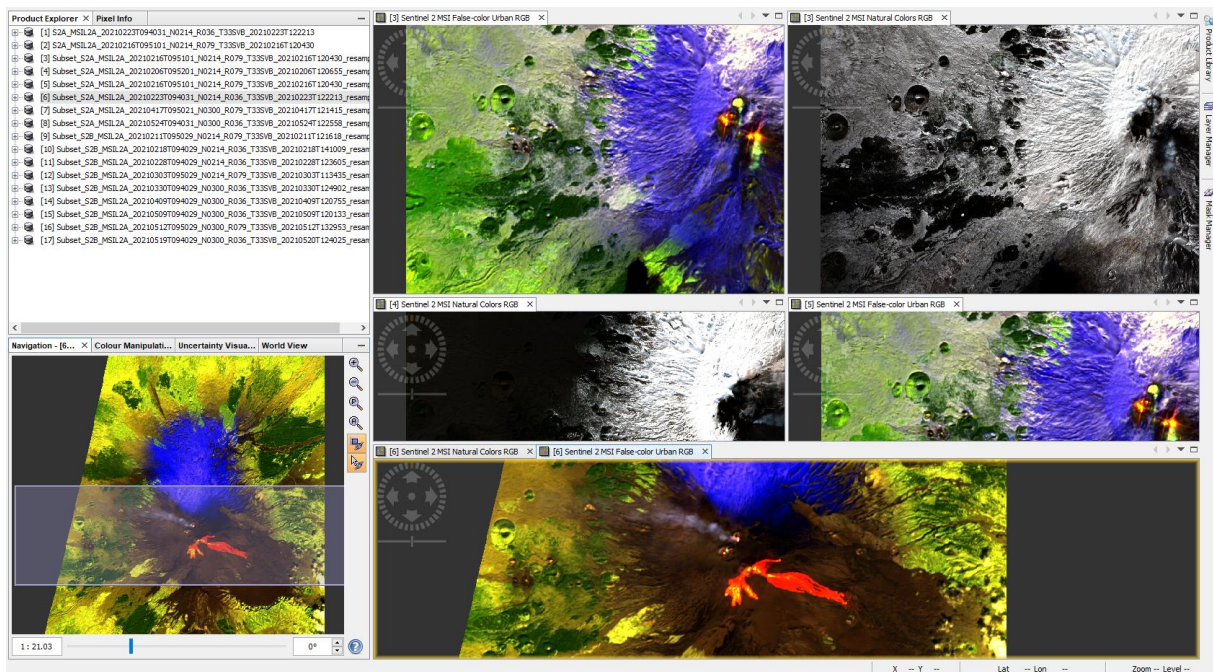 Product Explorer × Pixel Info
[1] S2A_MSIL2A_20210223T094031_N0214_R036_T33SVB_20210223T122213
[2] S2A_MSIL2A_20210216T095101_N0214_R079_T33SVB_20210216T120430
[3] Subset_S2A_MSIL2A_20210216T095101_N0214_R079_T33SVB_20210216T120430_resamp
[4] Subset_S2A_MSIL2A_20210206T095201_N0214_R079_T33SVB_20210206T120655_resamp
[5] Subset_S2A_MSIL2A_20210216T095101_N0214_R079_T33SVB_20210216T120430_resamp
[6] Subset_S2A_MSIL2A_20210223T094031_N0214_R036_T33SVB_20210223T122213_resamp
[7] Subset_S2A_MSIL2A_20210417T095021_N0300_R079_T33SVB_20210417T121415_resamp
[8] Subset_S2A_MSIL2A_20210524T094031_N0300_R036_T33SVB_20210524T122558_resamp
[9] Subset_S2B_MSIL2A_20210211T095029_N0214_R079_T33SVB_20210211T121618_resamp
[10] Subset_S2B_MSIL2A_20210218T094029_N0214_R036_T33SVB_20210218T141009_resam
[11] Subset_S2B_MSIL2A_20210228T094029_N0214_R036_T33SVB_20210228T123605_resam
[12] Subset_S2B_MSIL2A_20210303T095029_N0214_R079_T33SVB_20210303T113435_resam
[13] Subset_S2B_MSIL2A_20210330T094029_N0300_R036_T33SVB_20210330T124902_resam
[14] Subset_S2B_MSIL2A_20210409T094029_N0300_R036_T33SVB_20210409T120755_resam
[15] Subset_S2B_MSIL2A_20210509T094029_N0300_R036_T33SVB_20210509T120133_resam
[16] Subset_S2B_MSIL2A_20210512T095029_N0300_R079_T33SVB_20210512T132953_resam
[17] Subset_S2B_MSIL2A_20210519T094029_N0300_R036_T33SVB_20210520T124025_resam
[3] Sentinel 2 MSI False-color Urban RGB ×
[3] Sentinel 2 MSI Natural Colors RGB ×
Product Library
Layer Manager
Mask Manager
[4] Sentinel 2 MSI Natural Colors RGB ×
[5] Sentinel 2 MSI False-color Urban RGB ×
Navigation - [6... × Colour Manipulati... Uncertainty Visua... World View
1 : 21.03
0°
[6] Sentinel 2 MSI Natural Colors RGB × [6] Sentinel 2 MSI False-color Urban RGB ×
X -- Y -- Lat -- Lon -- Zoom -- Level --